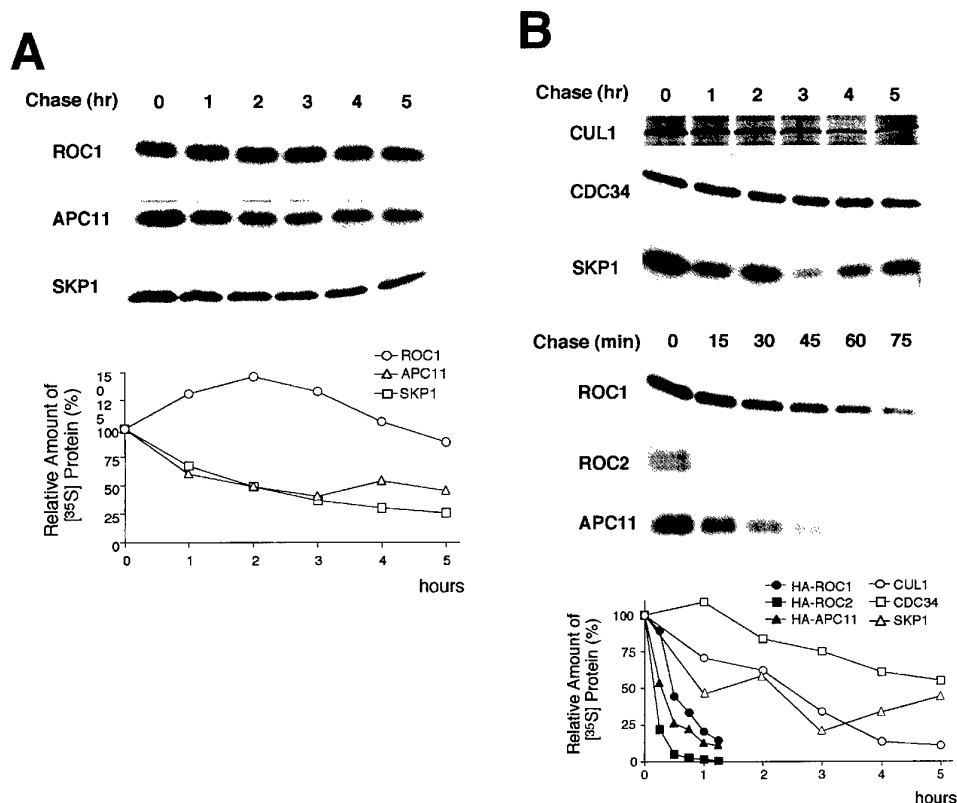 A
Chase (hr) 0 1 2 3 4 5
ROC1
APC11
SKP1
ROC1
APC11
SKP1
Relative Amount of
[³⁵S] Protein (%)
15
0
12
5
100
75
50
25
0
0 1 2 3 4 5
hours
B
Chase (hr) 0 1 2 3 4 5
CUL1
CDC34
SKP1
Chase (min) 0 15 30 45 60 75
ROC1
ROC2
APC11
HA-ROC1 CUL1
HA-ROC2 CDC34
HA-APC11 SKP1
Relative Amount of
[³⁵S] Protein (%)
100
75
50
25
0
0 1 2 3 4 5
hours